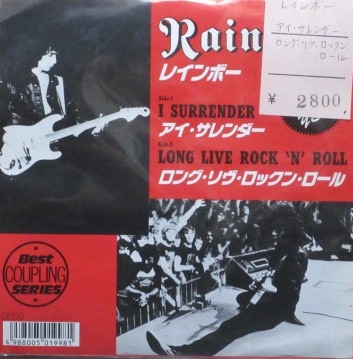 Rain
レインボー
Side 1
I SURRENDER
アイ・サレンダー
Side 2
LONG LIVE ROCK 'N' ROLL
ロング・リヴ・ロックン・ロール
レインボー
アイ・サレンダー
ロング・リヴ・ロックン・
ロール
¥ 2800
Best
COUPLING
SERIES
4 988005 019981